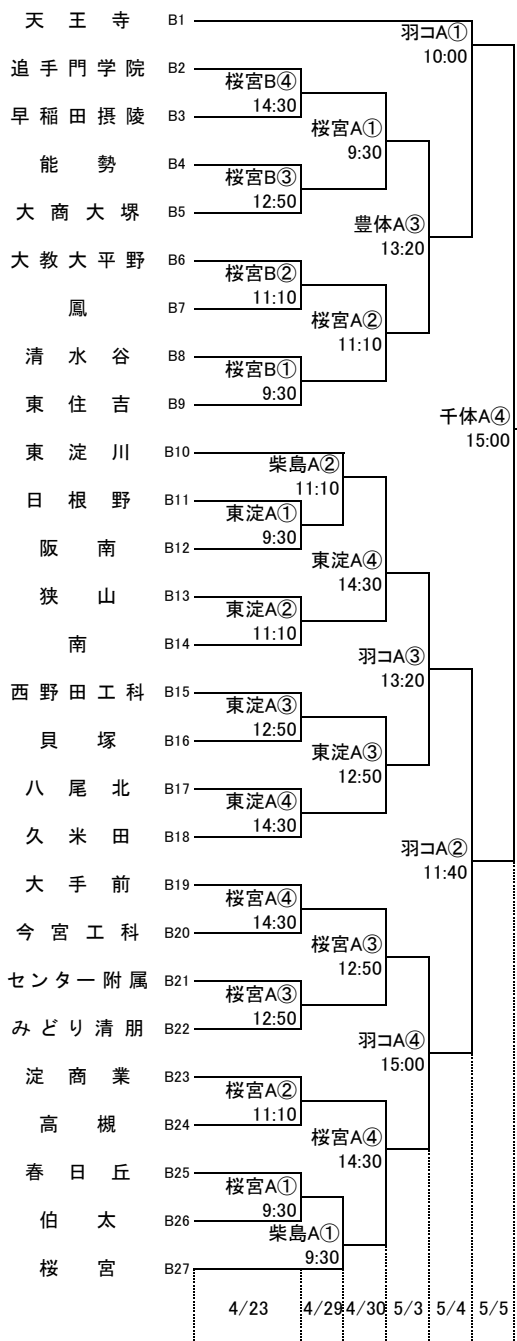 天王寺 B1
羽コA①
10:00
追手門学院 B2
桜宮B④
14:30
早稲田摂陵 B3
桜宮A①
9:30
能勢 B4
桜宮B③
12:50
大商大堺 B5
豊体A③
13:20
大教大平野 B6
桜宮B②
11:10
鳳 B7
桜宮A②
11:10
清水谷 B8
桜宮B①
9:30
東住吉 B9
千体A④
15:00
東淀川 B10
柴島A②
11:10
日根野 B11
東淀A①
9:30
阪南 B12
東淀A④
14:30
狭山 B13
東淀A②
11:10
南 B14
羽コA③
13:20
西野田工科 B15
東淀A③
12:50
貝塚 B16
東淀A③
12:50
八尾北 B17
東淀A④
14:30
久米田 B18
羽コA②
11:40
大手前 B19
桜宮A④
14:30
今宮工科 B20
桜宮A③
12:50
センター附属 B21
桜宮A③
12:50
みどり清朋 B22
羽コA④
15:00
淀商業 B23
桜宮A②
11:10
高槻 B24
桜宮A④
14:30
春日丘 B25
桜宮A①
9:30
伯太 B26
柴島A①
9:30
桜宮 B27
4/23 4/29 4/30 5/3 5/4 5/5